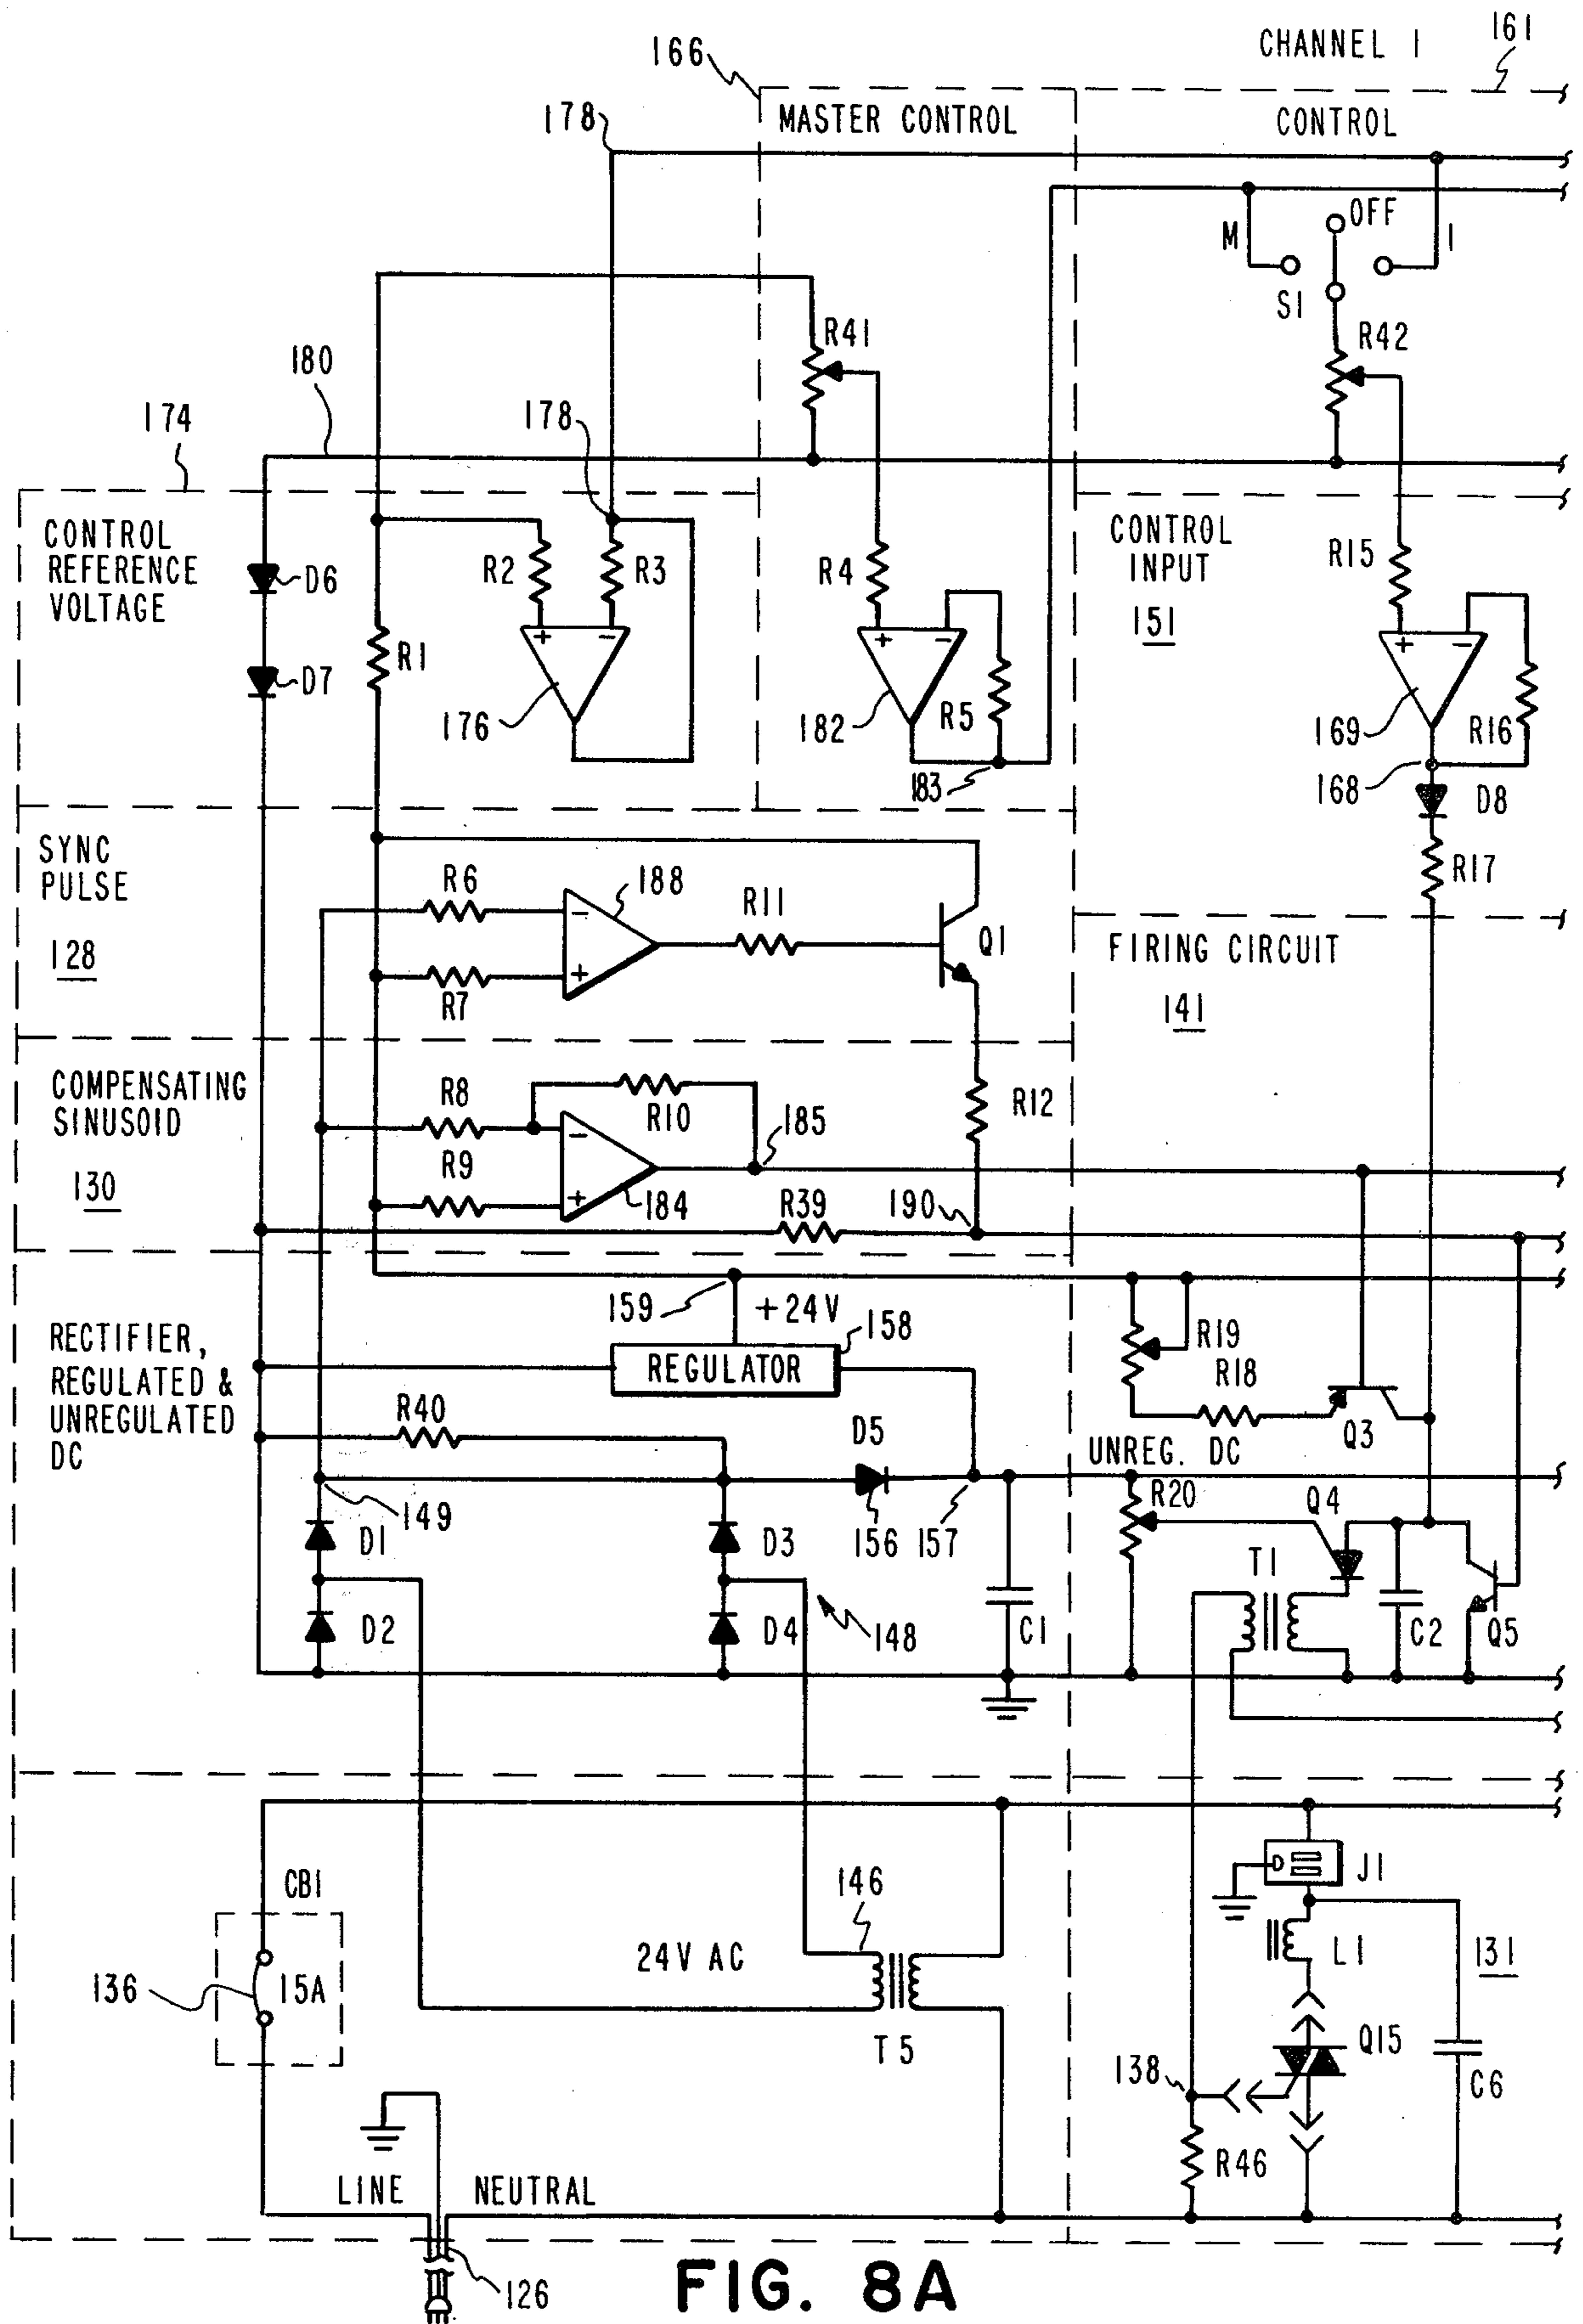 161
CHANNEL 1
166
MASTER CONTROL
CONTROL
178
OFF
M
I
S1
R41
R42
180
174
178
CONTROL
REFERENCE
VOLTAGE
D6
R2
R3
R4
CONTROL
INPUT
151
R15
D7
R1
176
182
R5
169
R16
183
168
D8
SYNC
PULSE
128
R6
188
R11
Q1
R7
R17
FIRING CIRCUIT
141
COMPENSATING
SINUSOID
130
R8
R10
185
R12
R9
184
R39
190
159
+24V
158
RECTIFIER,
REGULATED &
UNREGULATED
DC
REGULATOR
R19
R18
Q3
R40
D5
UNREG. DC
R20
Q4
149
156
157
D1
D3
T1
D2
D4
148
C1
C2
Q5
CB1
146
J1
24V AC
L1
131
136
15A
T5
Q15
138
C6
R46
LINE
NEUTRAL
126
FIG. 8A
+
−
+
−
+
−
−
+
−
+